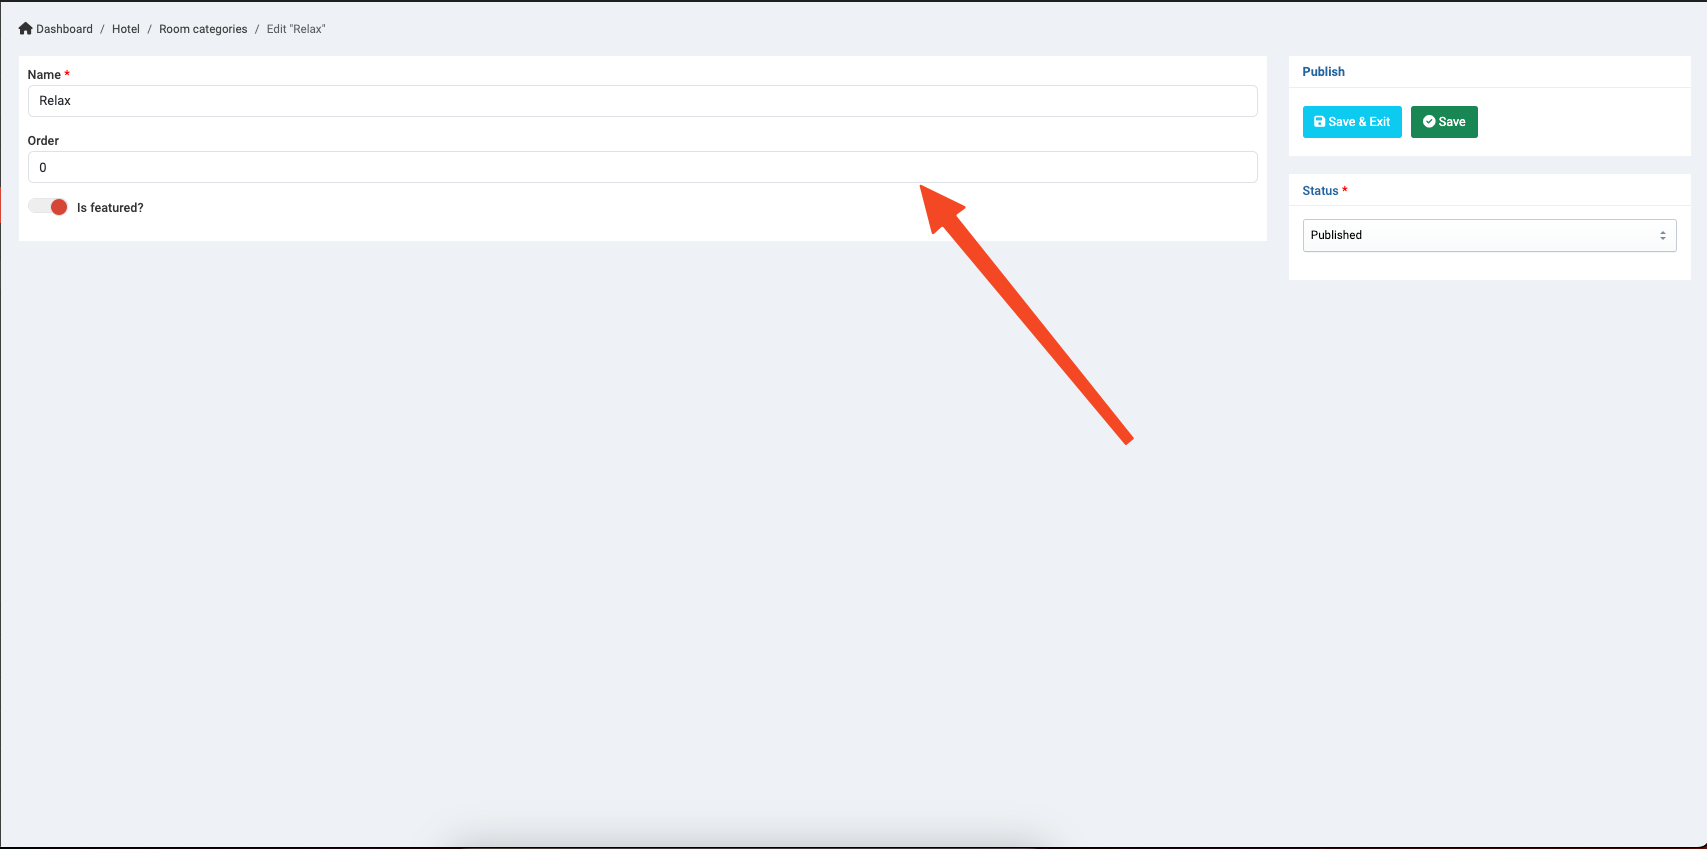 Dashboard / Hotel / Room categories / Edit "Relax"
Name *
Relax
Order
0
Is featured?
Publish
Save & Exit
Save
Status *
Published